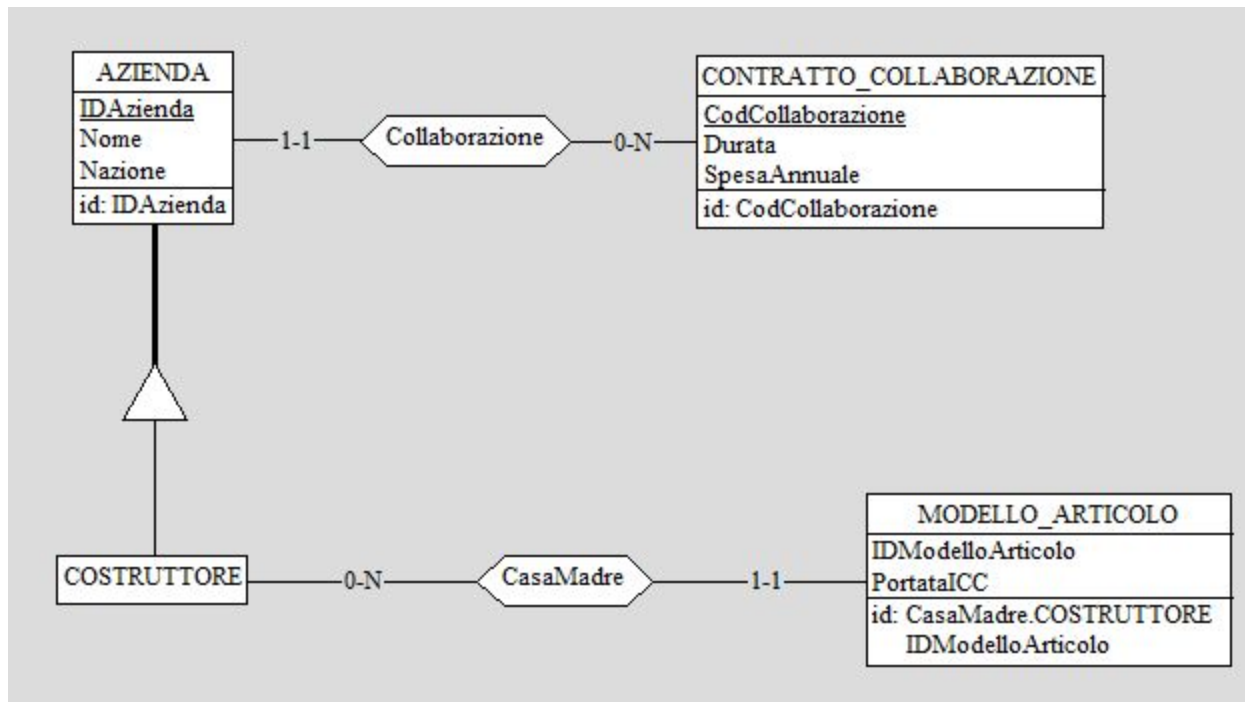 AZIENDA
IDAzienda
Nome
Nazione
id: IDAzienda
1-1
Collaborazione
0-N
CONTRATTO_COLLABORAZIONE
CodCollaborazione
Durata
SpesaAnnuale
id: CodCollaborazione
COSTRUTTORE
0-N
CasaMadre
1-1
MODELLO_ARTICOLO
IDModelloArticolo
PortataICC
id: CasaMadre.COSTRUTTORE
IDModelloArticolo